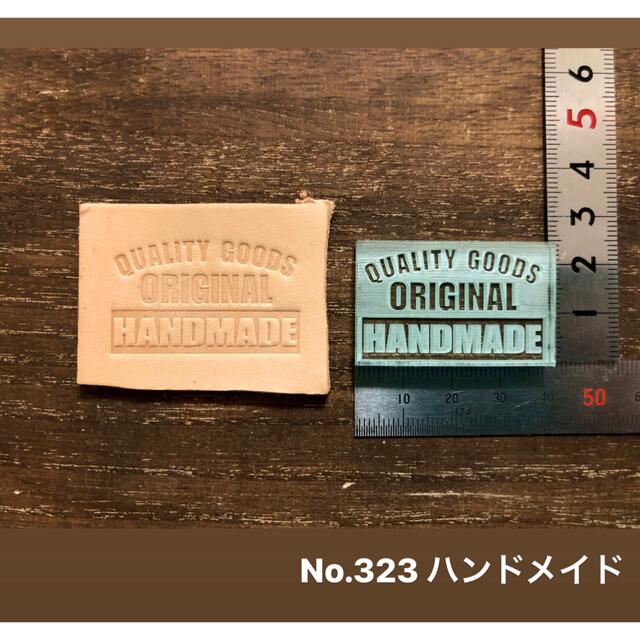 QUALITY GOODS
ORIGINAL
HANDMADE
QUALITY GOODS
ORIGINAL
HANDMADE
6
5
4
3
2
1
10
20
30
40
50
No.323 ハンドメイド